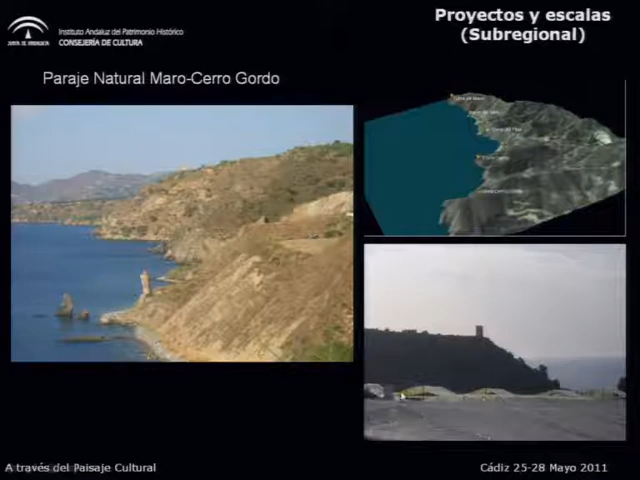 Proyectos y escalas
(Subregional)
JUNTA DE ANDALUCIA
Instituto Andaluz del Patrimonio Histórico
CONSEJERÍA DE CULTURA
Paraje Natural Maro-Cerro Gordo
A través del Paisaje Cultural
Cádiz 25-28 Mayo 2011